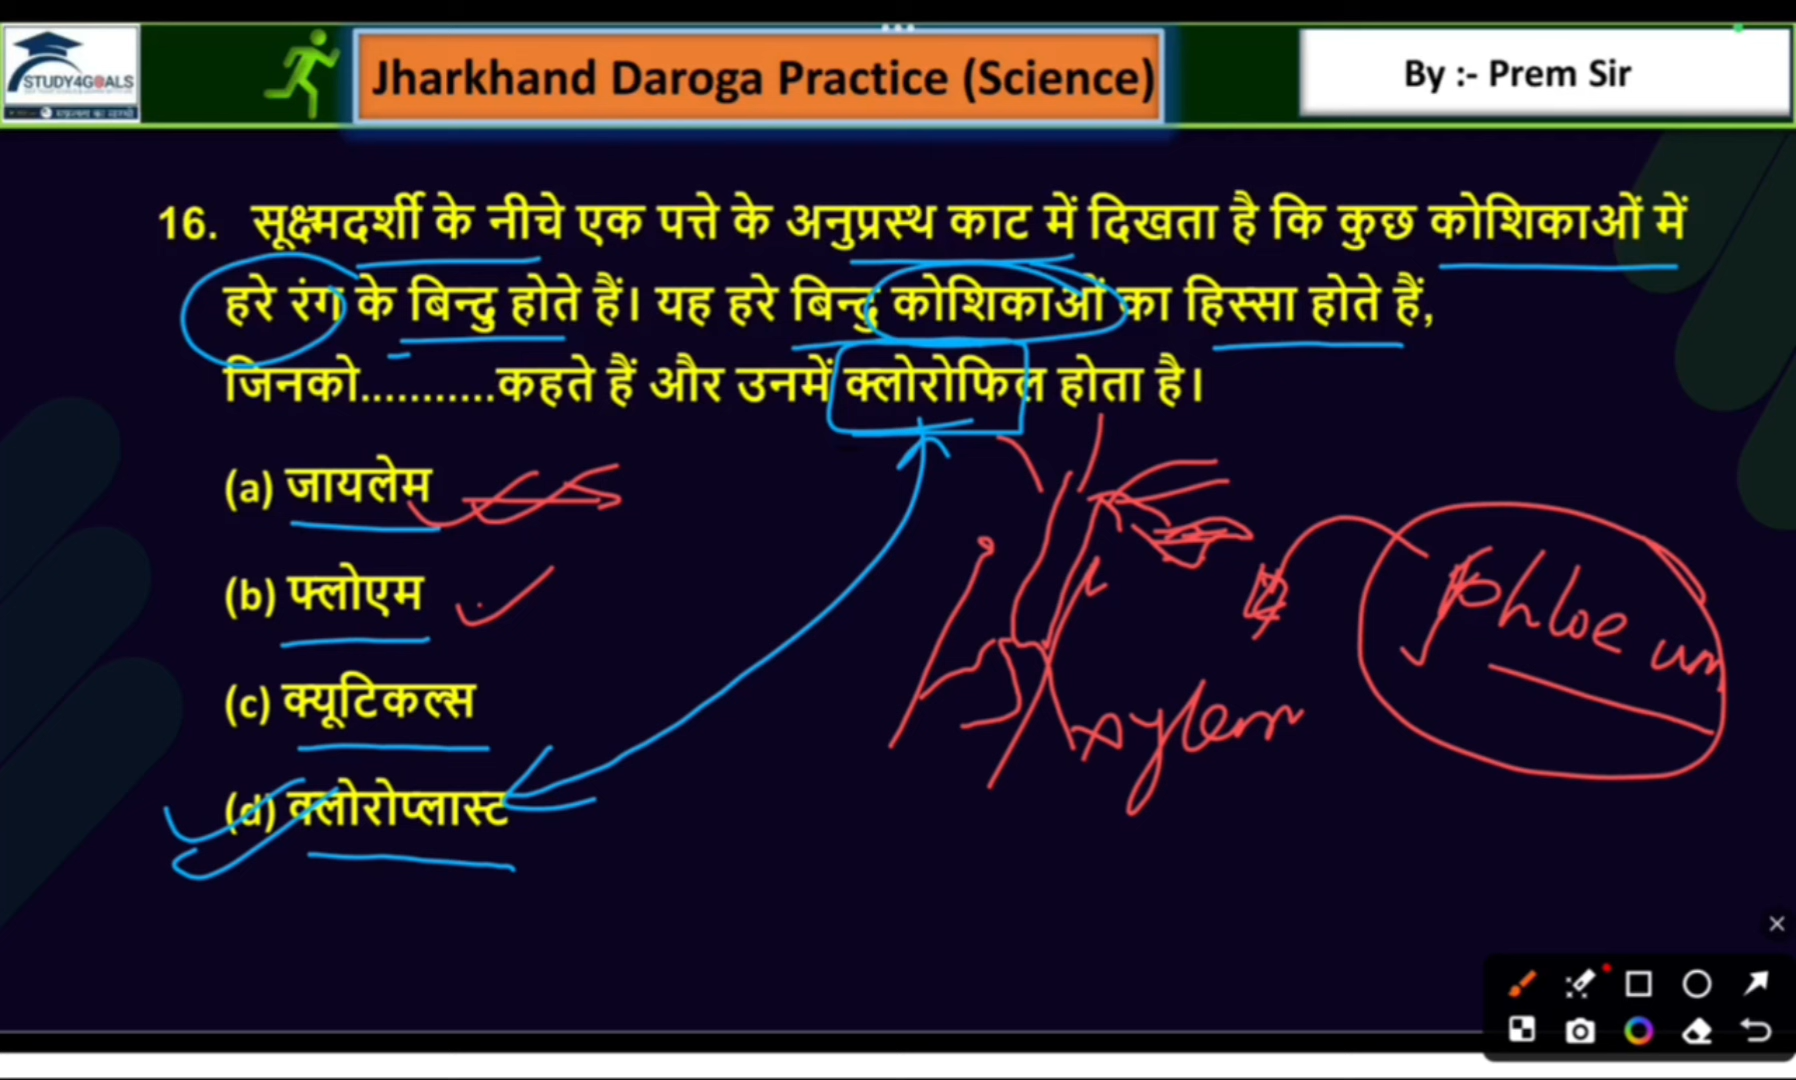 STUDY4GOALS
Jharkhand Daroga Practice (Science)
By :- Prem Sir
16. सूक्ष्मदर्शी के नीचे एक पत्ते के अनुप्रस्थ काट में दिखता है कि कुछ कोशिकाओं में
हरे रंग के बिन्दु होते हैं। यह हरे बिन्दु कोशिकाओं का हिस्सा होते हैं,
जिनको...........कहते हैं और उनमें क्लोरोफिल होता है।
(a) जायलेम
(b) फ्लोएम
(c) क्यूटिकल्स
(d) क्लोरोप्लास्ट
phloeum
xylem